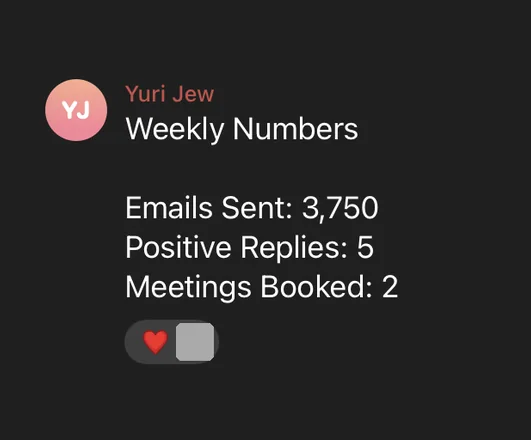 YJ
Yuri Jew
Weekly Numbers
Emails Sent: 3,750
Positive Replies: 5
Meetings Booked: 2